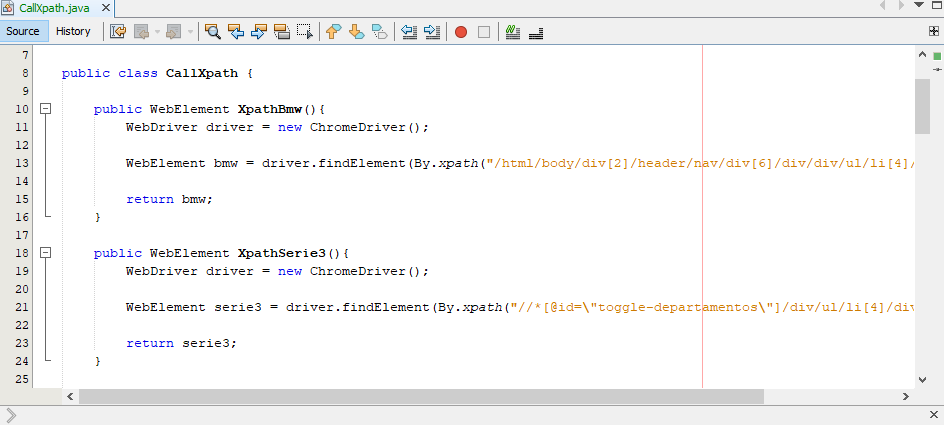 CallXpath.java
Source History
7
8 public class CallXpath {
9
10 public WebElement XpathBmw(){
11 WebDriver driver = new ChromeDriver();
12
13 WebElement bmw = driver.findElement(By.xpath("/html/body/div[2]/header/nav/div[6]/div/div/ul/li[4]/
14
15 return bmw;
16 }
17
18 public WebElement XpathSerie3(){
19 WebDriver driver = new ChromeDriver();
20
21 WebElement serie3 = driver.findElement(By.xpath("//*[@id=\"toggle-departamentos\"]/div/ul/li[4]/div
22
23 return serie3;
24 }
25